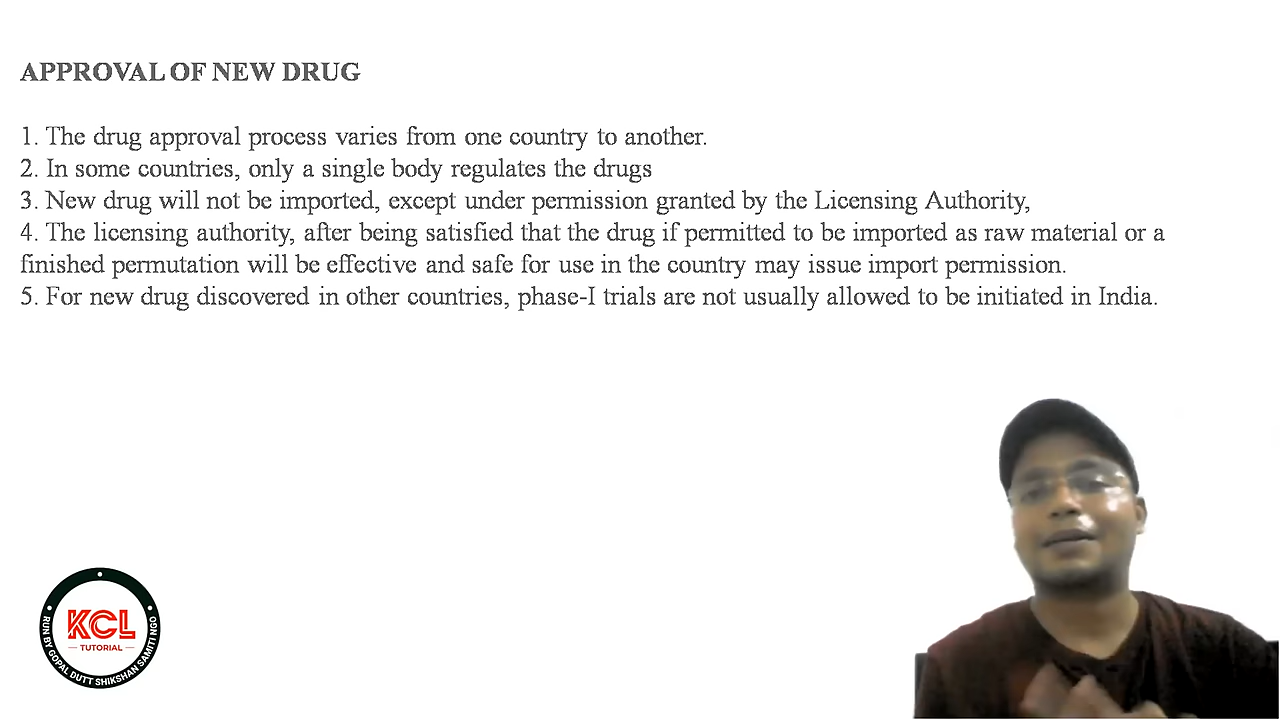 APPROVAL OF NEW DRUG
1. The drug approval process varies from one country to another.
2. In some countries, only a single body regulates the drugs
3. New drug will not be imported, except under permission granted by the Licensing Authority,
4. The licensing authority, after being satisfied that the drug if permitted to be imported as raw material or a
finished permutation will be effective and safe for use in the country may issue import permission.
5. For new drug discovered in other countries, phase-I trials are not usually allowed to be initiated in India.
KCL
TUTORIAL
RUN BY GOPAL DUTT SHIKSHAN SAMITI NGO